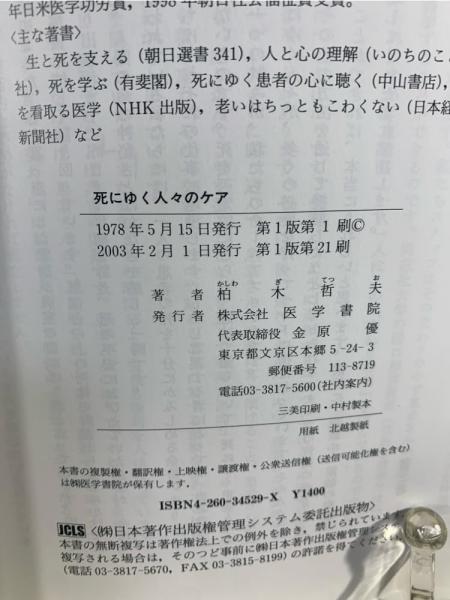 年日米医学功労賞，1998年朝日社会福祉賞受賞。
〈主な著書〉
生と死を支える（朝日選書341），人と心の理解（いのちのこ
社），死を学ぶ（有斐閣），死にゆく患者の心に聴く（中山書店），
を看取る医学（NHK出版），老いはちっともこわくない（日本経
新聞社）など
死にゆく人々のケア
1978年5月15日発行　第1版第1刷©
2003年2月1日発行　第1版第21刷
かしわ ぎ てつ お
著者 柏木哲夫
発行者 株式会社 医学書院
代表取締役 金原 優
東京都文京区本郷5-24-3
郵便番号 113-8719
電話03-3817-5600（社内案内）
三美印刷・中村製本
用紙 北越製紙
本書の複製権・翻訳権・上映権・譲渡権・公衆送信権（送信可能化権を含む）
は㈱医学書院が保有します．
ISBN4-260-34529-X　Y1400
JCLS 〈㈱日本著作出版権管理システム委託出版物〉
本書の無断複写は著作権法上での例外を除き，禁じられています
複写される場合は，そのつど事前に㈱日本著作出版権管理シス
（電話 03-3817-5670，FAX 03-3815-8199）の許諾を得てください